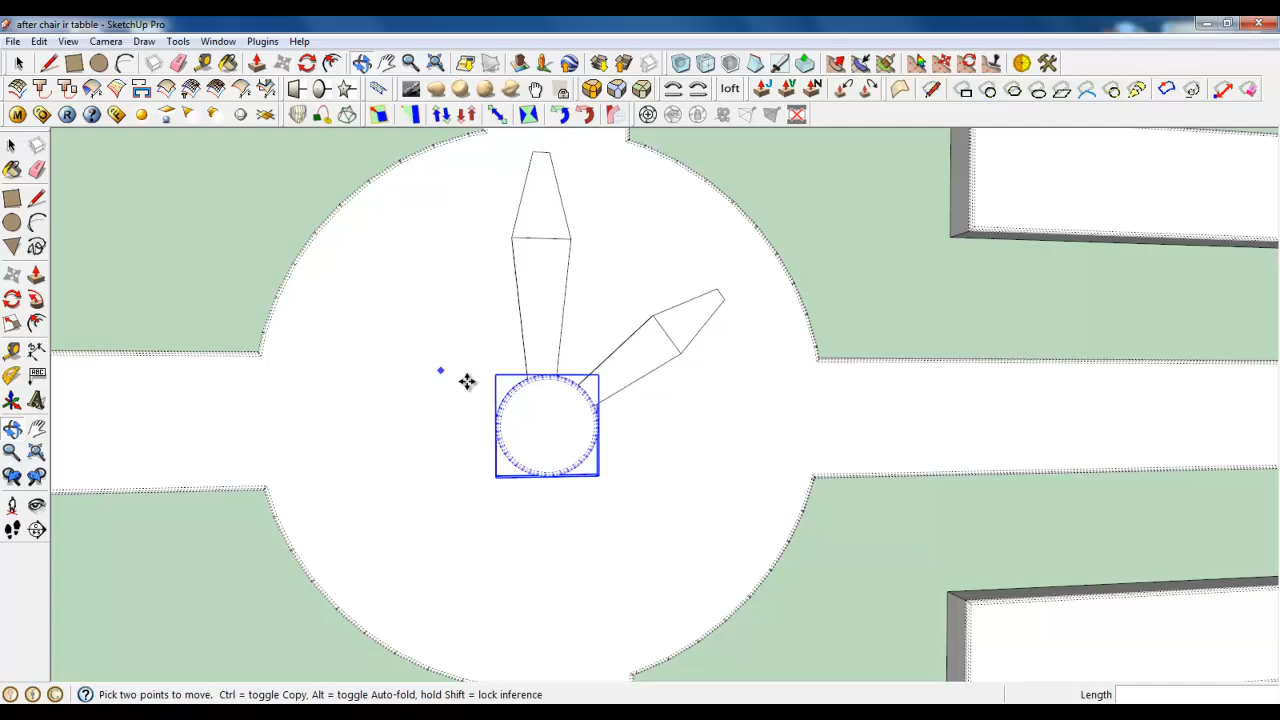 after chair ir tabble - SketchUp Pro
File Edit View Camera Draw Tools Window Plugins Help
loft
M R ?
ABC
Pick two points to move. Ctrl = toggle Copy, Alt = toggle Auto-fold, hold Shift = lock inference
Length